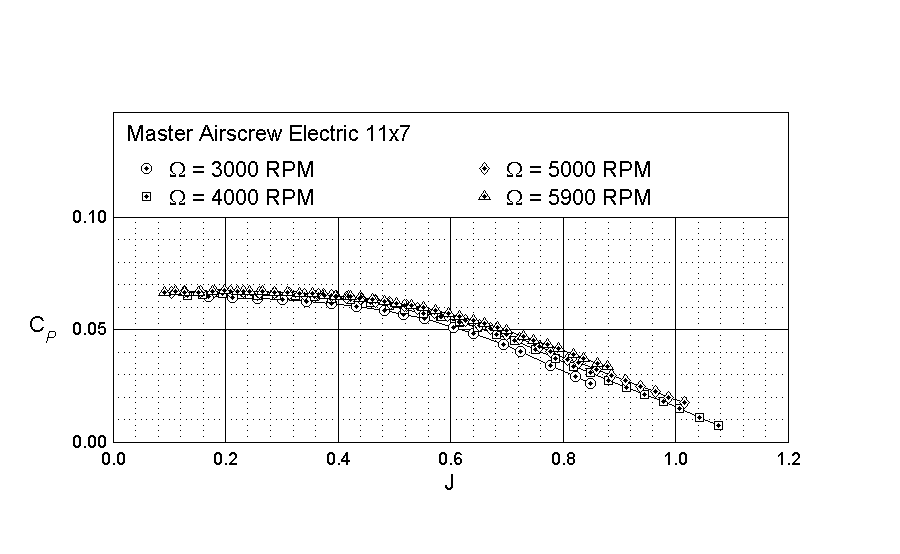 Master Airscrew Electric 11x7
Ω = 3000 RPM
Ω = 5000 RPM
Ω = 4000 RPM
Ω = 5900 RPM
0.10
0.05
0.00
C_P
0.0 0.2 0.4 0.6 0.8 1.0 1.2
J